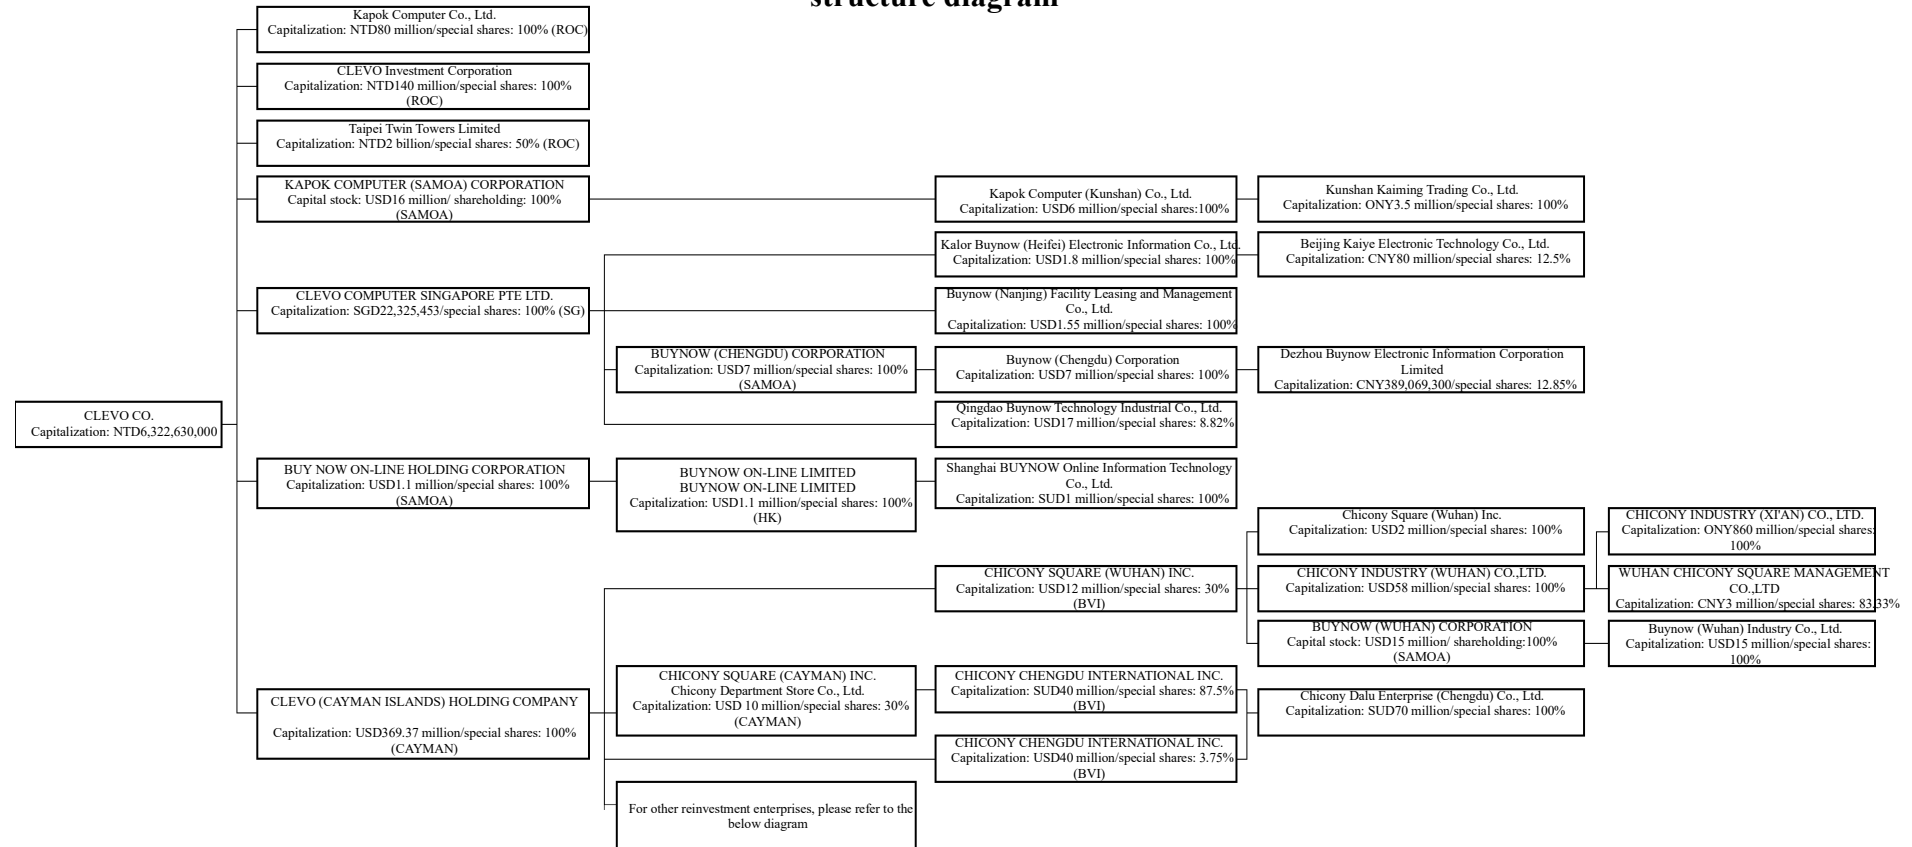 structure diagram
Kapok Computer Co., Ltd.
Capitalization: NTD80 million/special shares: 100% (ROC)
CLEVO Investment Corporation
Capitalization: NTD140 million/special shares: 100%
(ROC)
Taipei Twin Towers Limited
Capitalization: NTD2 billion/special shares: 50% (ROC)
KAPOK COMPUTER (SAMOA) CORPORATION
Capital stock: USD16 million/ shareholding: 100%
(SAMOA)
Kapok Computer (Kunshan) Co., Ltd.
Capitalization: USD6 million/special shares:100%
Kunshan Kaiming Trading Co., Ltd.
Capitalization: ONY3.5 million/special shares: 100%
Kalor Buynow (Heifei) Electronic Information Co., Ltd.
Capitalization: USD1.8 million/special shares: 100%
Beijing Kaiye Electronic Technology Co., Ltd.
Capitalization: CNY80 million/special shares: 12.5%
CLEVO COMPUTER SINGAPORE PTE LTD.
Capitalization: SGD22,325,453/special shares: 100% (SG)
Buynow (Nanjing) Facility Leasing and Management
Co., Ltd.
Capitalization: USD1.55 million/special shares: 100%
BUYNOW (CHENGDU) CORPORATION
Capitalization: USD7 million/special shares: 100%
(SAMOA)
Buynow (Chengdu) Corporation
Capitalization: USD7 million/special shares: 100%
Dezhou Buynow Electronic Information Corporation
Limited
Capitalization: CNY389,069,300/special shares: 12.85%
Qingdao Buynow Technology Industrial Co., Ltd.
Capitalization: USD17 million/special shares: 8.82%
CLEVO CO.
Capitalization: NTD6,322,630,000
BUY NOW ON-LINE HOLDING CORPORATION
Capitalization: USD1.1 million/special shares: 100%
(SAMOA)
BUYNOW ON-LINE LIMITED
BUYNOW ON-LINE LIMITED
Capitalization: USD1.1 million/special shares: 100%
(HK)
Shanghai BUYNOW Online Information Technology
Co., Ltd.
Capitalization: SUD1 million/special shares: 100%
Chicony Square (Wuhan) Inc.
Capitalization: USD2 million/special shares: 100%
CHICONY INDUSTRY (XI'AN) CO., LTD.
Capitalization: ONY860 million/special shares:
100%
CHICONY SQUARE (WUHAN) INC.
Capitalization: USD12 million/special shares: 30%
(BVI)
CHICONY INDUSTRY (WUHAN) CO.,LTD.
Capitalization: USD58 million/special shares: 100%
WUHAN CHICONY SQUARE MANAGEMENT
CO.,LTD
Capitalization: CNY3 million/special shares: 83.33%
BUYNOW (WUHAN) CORPORATION
Capital stock: USD15 million/ shareholding:100%
(SAMOA)
Buynow (Wuhan) Industry Co., Ltd.
Capitalization: USD15 million/special shares:
100%
CLEVO (CAYMAN ISLANDS) HOLDING COMPANY
Capitalization: USD369.37 million/special shares: 100%
(CAYMAN)
CHICONY SQUARE (CAYMAN) INC.
Chicony Department Store Co., Ltd.
Capitalization: USD 10 million/special shares: 30%
(CAYMAN)
CHICONY CHENGDU INTERNATIONAL INC.
Capitalization: SUD40 million/special shares: 87.5%
(BVI)
Chicony Dalu Enterprise (Chengdu) Co., Ltd.
Capitalization: SUD70 million/special shares: 100%
CHICONY CHENGDU INTERNATIONAL INC.
Capitalization: USD40 million/special shares: 3.75%
(BVI)
For other reinvestment enterprises, please refer to the
below diagram